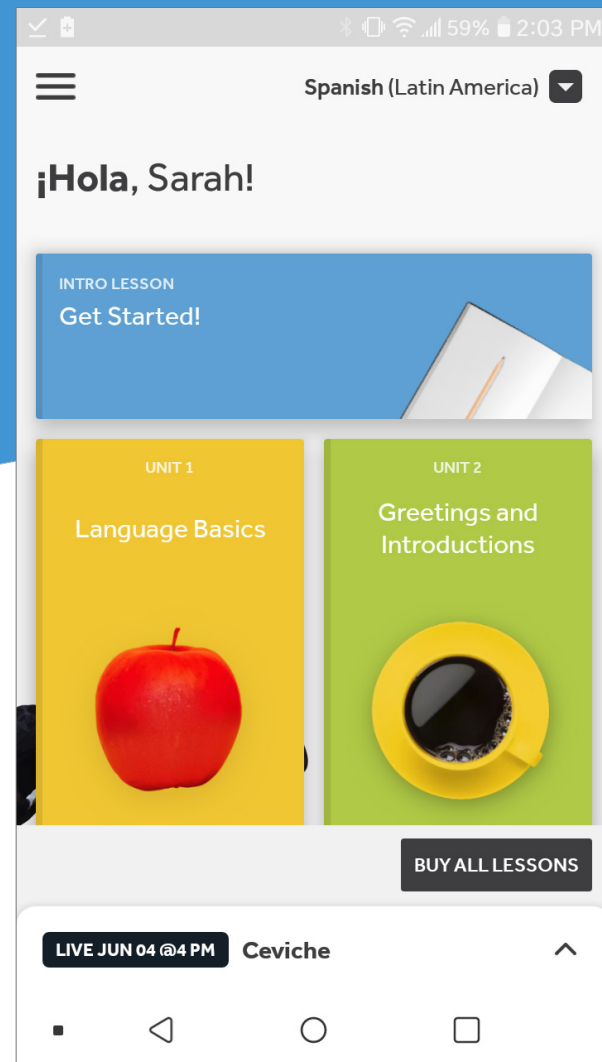 59% 2:03 PM
Spanish (Latin America)
¡Hola, Sarah!
INTRO LESSON
Get Started!
UNIT 1
Language Basics
UNIT 2
Greetings and
Introductions
BUY ALL LESSONS
LIVE JUN 04 @4 PM Ceviche